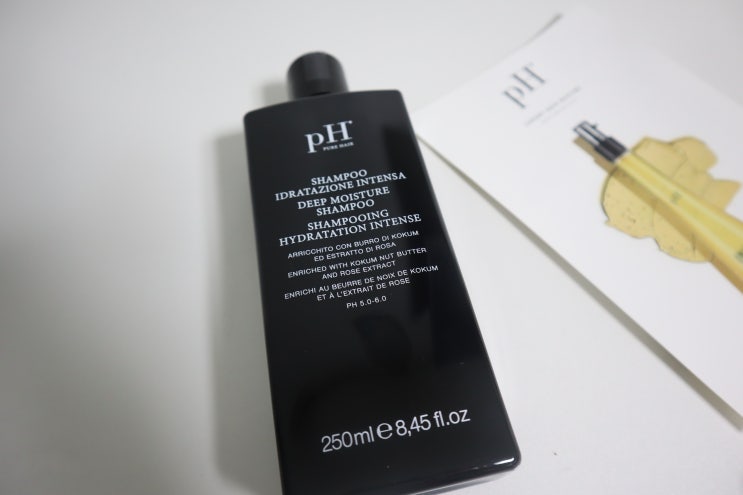 pH
PURE HAIR
SHAMPOO
IDRATAZIONE INTENSA
DEEP MOISTURE
SHAMPOO
SHAMPOOING
HYDRATATION INTENSE
ARRICCHITO CON BURRO DI KOKUM
ED ESTRATTO DI ROSA
ENRICHED WITH KOKUM NUT BUTTER
AND ROSE EXTRACT
ENRICHI AU BEURRE DE NOIX DE KOKUM
ET À L'EXTRAIT DE ROSE
PH 5.0-6.0
250ml e 8,45 fl.oz
pH